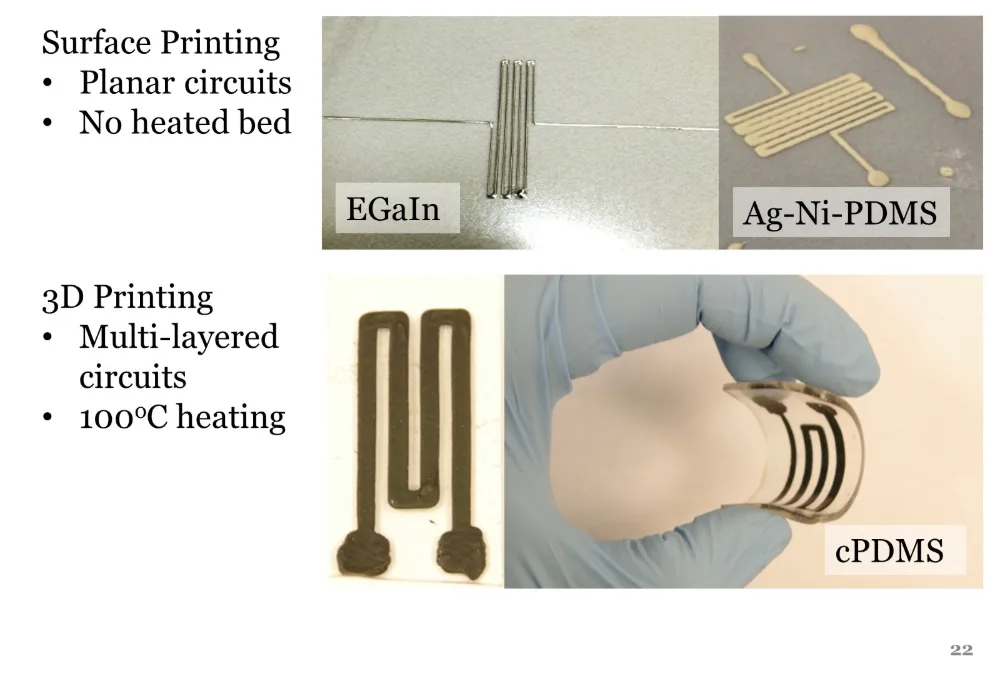 Surface Printing
• Planar circuits
• No heated bed
EGaIn
Ag-Ni-PDMS
3D Printing
• Multi-layered
circuits
• 100⁰C heating
cPDMS
22